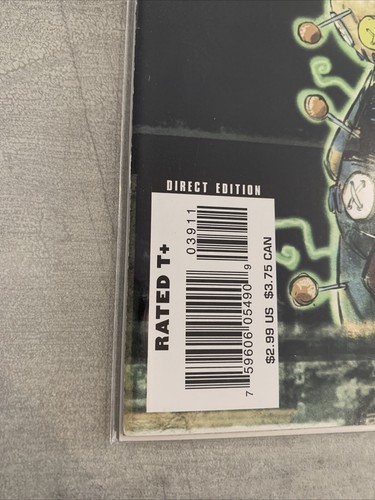 DIRECT EDITION
RATED T+
03911
7 59606 05490 9
$2.99 US $3.75 CAN